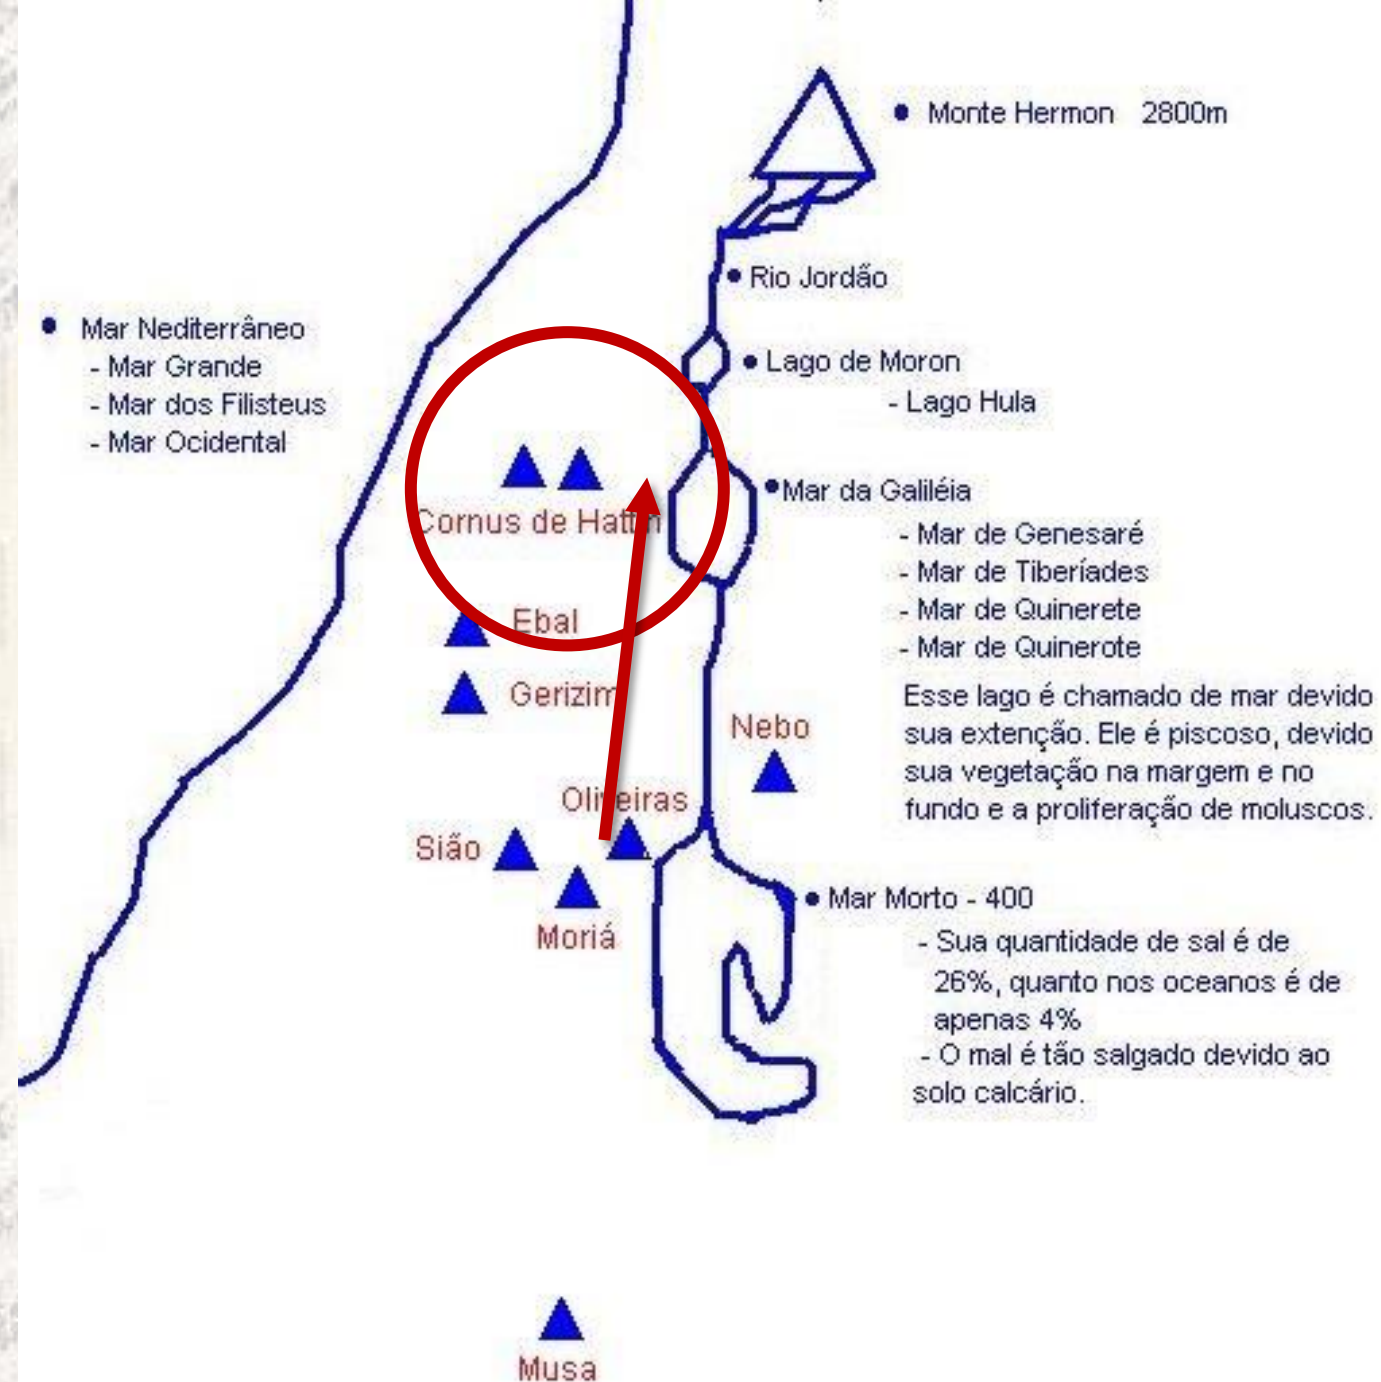 Monte Hermon 2800m
Rio Jordão
Mar Nediterrâneo
- Mar Grande
- Mar dos Filisteus
- Mar Ocidental
Lago de Moron
- Lago Hula
Cornus de Hattin
Mar da Galiléia
- Mar de Genesaré
- Mar de Tiberíades
- Mar de Quinerete
- Mar de Quinerote
Esse lago é chamado de mar devido
sua extenção. Ele é piscoso, devido
sua vegetação na margem e no
fundo e a proliferação de moluscos.
Ebal
Gerizim
Nebo
Oliveiras
Sião
Moriá
Mar Morto - 400
- Sua quantidade de sal é de
26%, quanto nos oceanos é de
apenas 4%
- O mal é tão salgado devido ao
solo calcário.
Musa